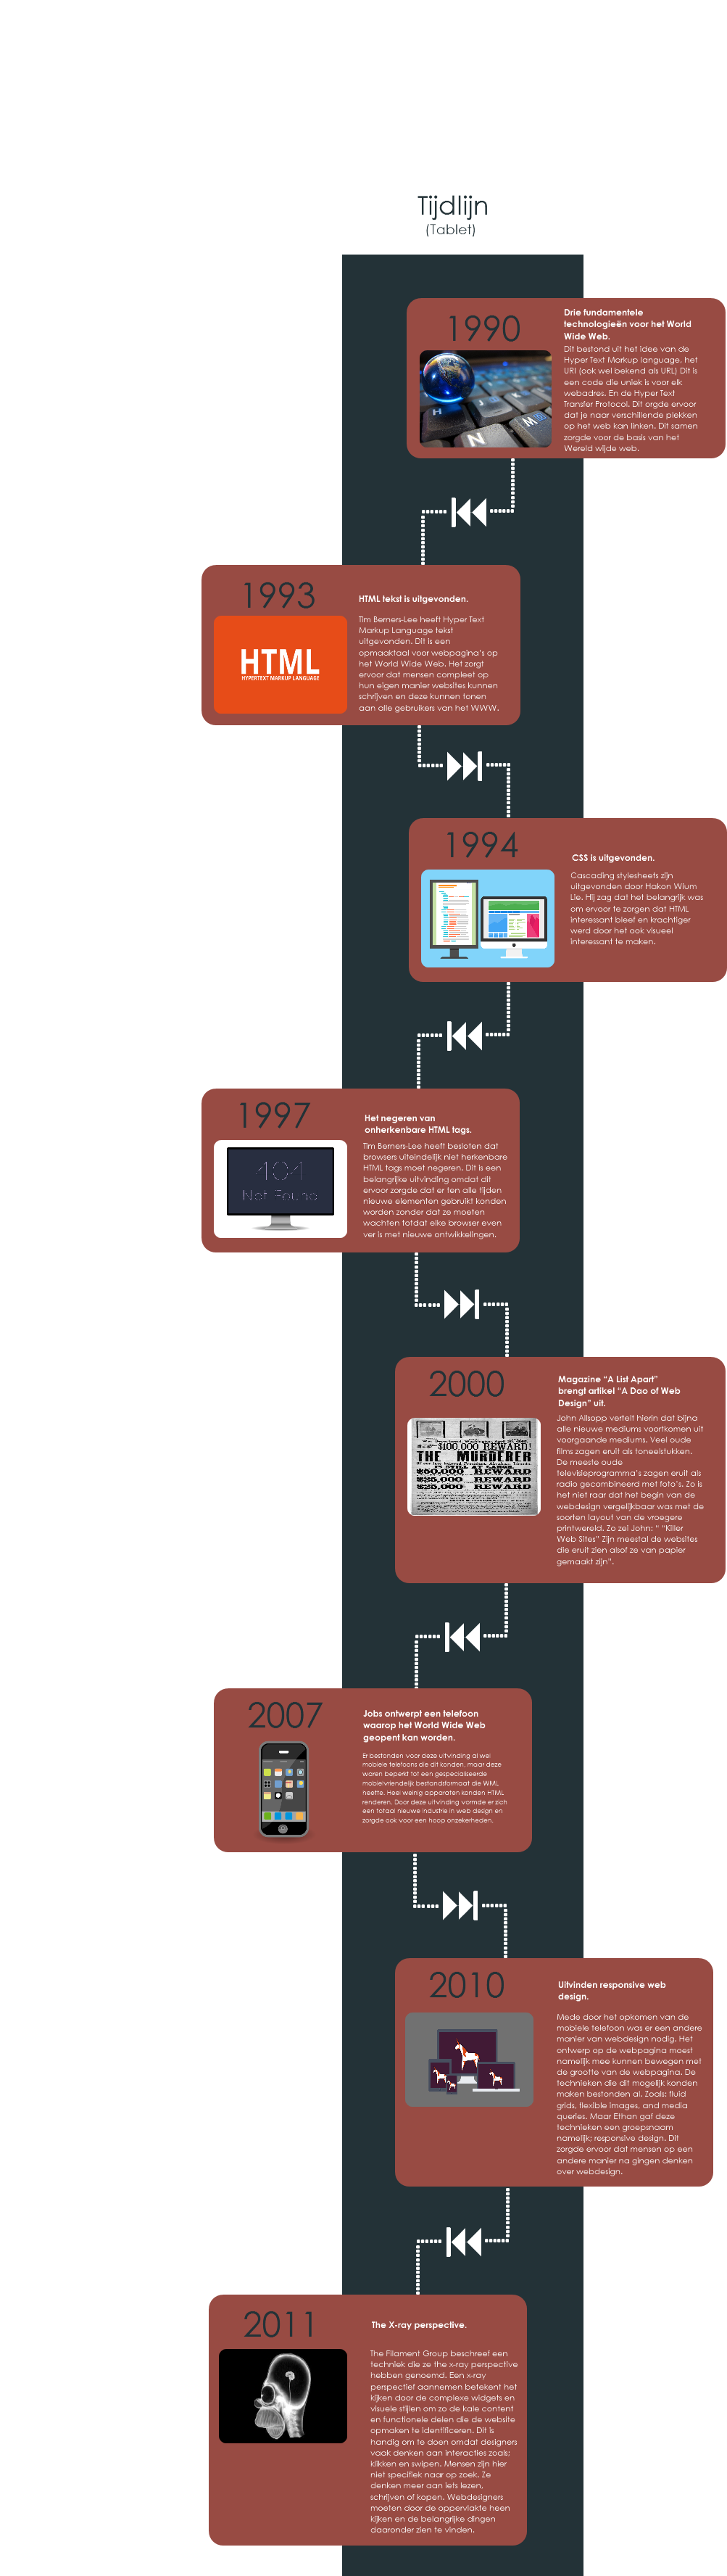 Tijdlijn
(Tablet)
1990
Drie fundamentele
technologieën voor het World
Wide Web.
Dit bestond uit het idee van de
Hyper Text Markup language, het
URI (ook wel bekend als URL) Dit is
een code die uniek is voor elk
webadres. En de Hyper Text
Transfer Protocol. Dit orgde ervoor
dat je naar verschillende plekken
op het web kan linken. Dit samen
zorgde voor de basis van het
Wereld wijde web.
H
J
N
M
1993
HTML
HYPERTEXT MARKUP LANGUAGE
HTML tekst is uitgevonden.
Tim Berners-Lee heeft Hyper Text
Markup Language tekst
uitgevonden. Dit is een
opmaaktaal voor webpagina's op
het World Wide Web. Het zorgt
ervoor dat mensen compleet op
hun eigen manier websites kunnen
schrijven en deze kunnen tonen
aan alle gebruikers van het WWW.
1994
CSS is uitgevonden.
Cascading stylesheets zijn
uitgevonden door Hakon Wium
Lie. Hij zag dat het belangrijk was
om ervoor te zorgen dat HTML
interessant bleef en krachtiger
werd door het ook visueel
interessant te maken.
1997
404
Not Found
Het negeren van
onherkenbare HTML tags.
Tim Berners-Lee heeft besloten dat
browsers uiteindelijk niet herkenbare
HTML tags moet negeren. Dit is een
belangrijke uitvinding omdat dit
ervoor zorgde dat er ten alle tijden
nieuwe elementen gebruikt konden
worden zonder dat ze moeten
wachten totdat elke browser even
ver is met nieuwe ontwikkelingen.
2000
$100,000 REWARD!
THE MURDERER
$50,000 REWARD
$25,000 REWARD
$25,000 REWARD
Magazine “A List Apart”
brengt artikel “A Dao of Web
Design” uit.
John Allsopp vertelt hierin dat bijna
alle nieuwe mediums voortkomen uit
voorgaande mediums. Veel oude
films zagen eruit als toneelstukken.
De meeste oude
televisieprogramma's zagen eruit als
radio gecombineerd met foto's. Zo is
het niet raar dat het begin van de
webdesign vergelijkbaar was met de
soorten layout van de vroegere
printwereld. Zo zei John: “ “Killer
Web Sites” Zijn meestal de websites
die eruit zien alsof ze van papier
gemaakt zijn”.
2007
Jobs ontwerpt een telefoon
waarop het World Wide Web
geopent kan worden.
Er bestonden voor deze uitvinding al wel
mobiele telefoons die dit konden, maar deze
waren beperkt tot een gespecialiseerde
mobielvriendelijk bestandsformaat die WML
heette. Heel weinig apparaten konden HTML
renderen. Door deze uitvinding vormde er zich
een totaal nieuwe industrie in web design en
zorgde ook voor een hoop onzekerheden.
2010
Uitvinden responsive web
design.
Mede door het opkomen van de
mobiele telefoon was er een andere
manier van webdesign nodig. Het
ontwerp op de webpagina moest
namelijk mee kunnen bewegen met
de grootte van de webpagina. De
technieken die dit mogelijk konden
maken bestonden al. Zoals: fluid
grids, flexible images, and media
queries. Maar Ethan gaf deze
technieken een groepsnaam
namelijk; responsive design. Dit
zorgde ervoor dat mensen op een
andere manier na gingen denken
over webdesign.
2011
The X-ray perspective.
The Filament Group beschreef een
techniek die ze the x-ray perspective
hebben genoemd. Een x-ray
perspectief aannemen betekent het
kijken door de complexe widgets en
visuele stijlen om zo de kale content
en functionele delen die de website
opmaken te identificeren. Dit is
handig om te doen omdat designers
vaak denken aan interacties zoals;
klikken en swipen. Mensen zijn hier
niet specifiek naar op zoek. Ze
denken meer aan iets lezen,
schrijven of kopen. Webdesigners
moeten door de oppervlakte heen
kijken en de belangrijke dingen
daaronder zien te vinden.